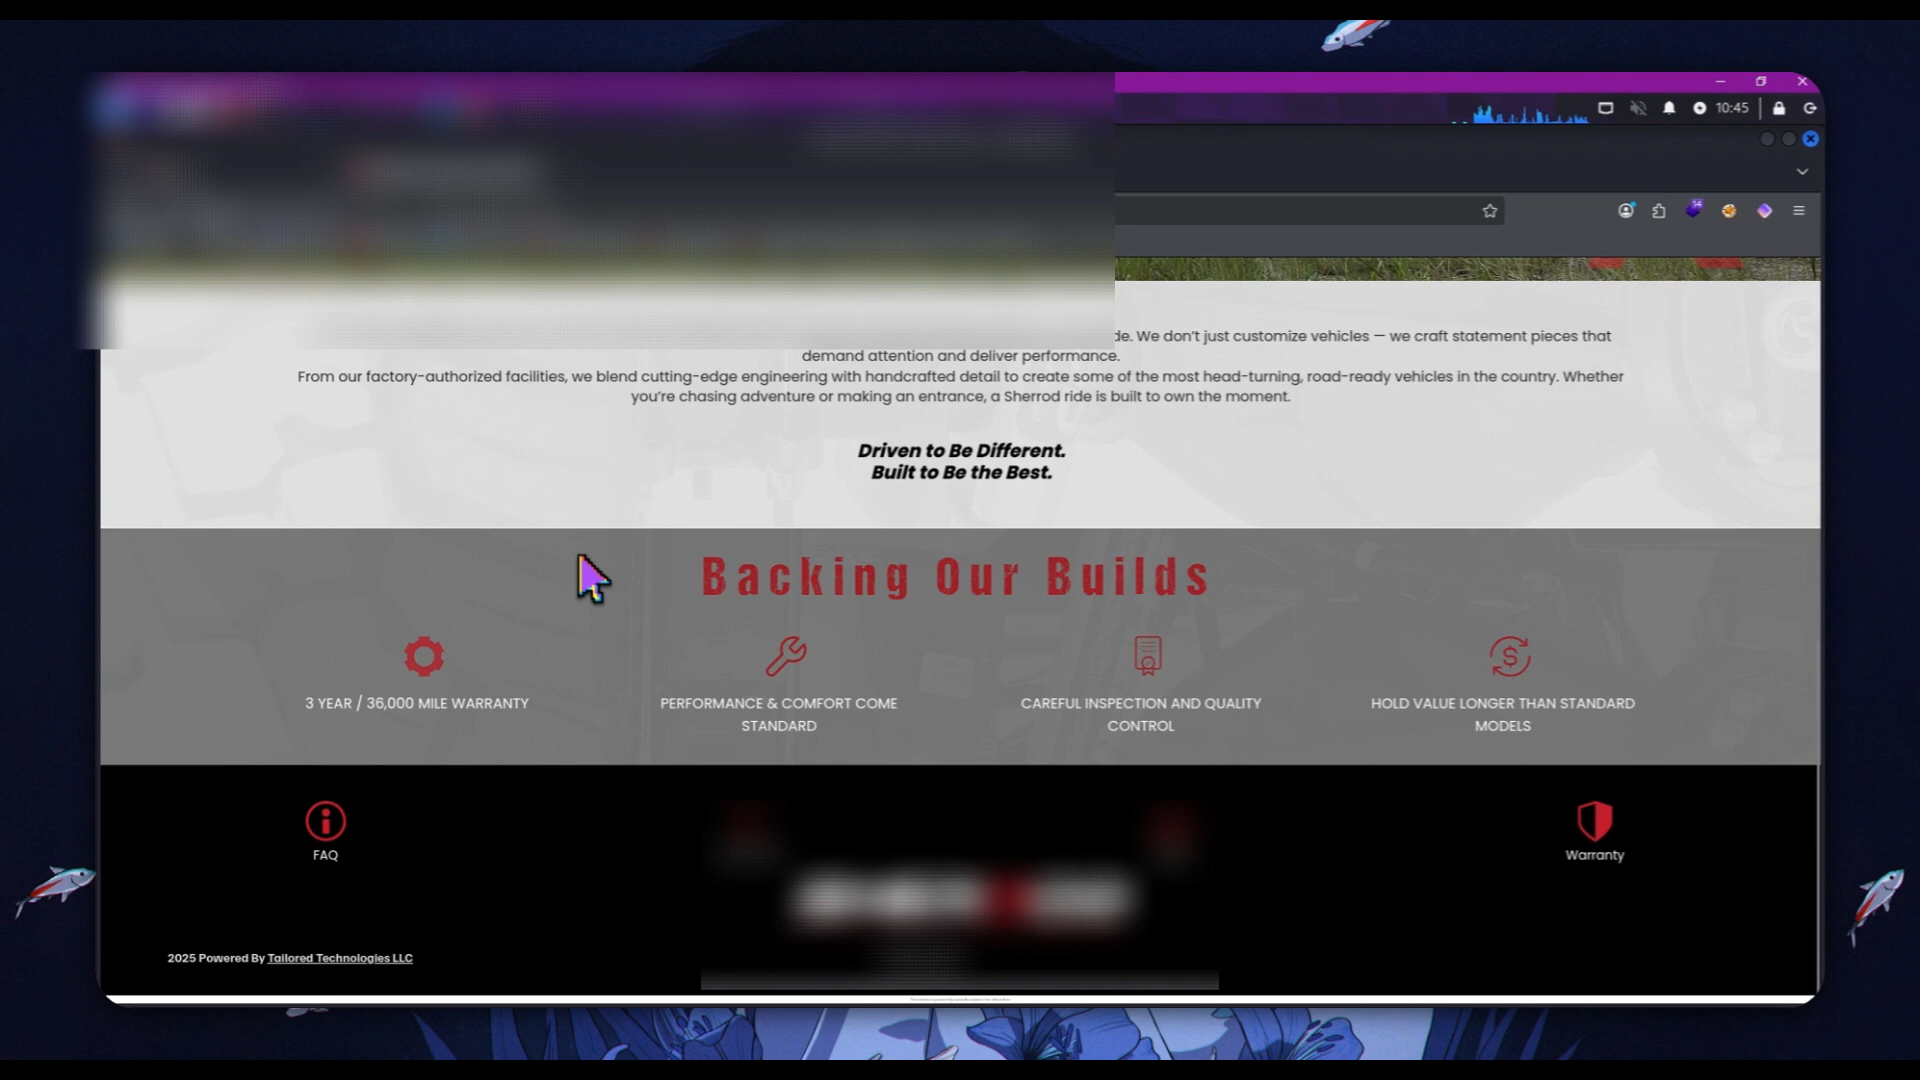 10:45
14
de. We don’t just customize vehicles — we craft statement pieces that
demand attention and deliver performance.
From our factory-authorized facilities, we blend cutting-edge engineering with handcrafted detail to create some of the most head-turning, road-ready vehicles in the country. Whether
you’re chasing adventure or making an entrance, a Sherrod ride is built to own the moment.
Driven to Be Different.
Built to Be the Best.
Backing Our Builds
3 YEAR / 36,000 MILE WARRANTY
PERFORMANCE & COMFORT COME
STANDARD
CAREFUL INSPECTION AND QUALITY
CONTROL
HOLD VALUE LONGER THAN STANDARD
MODELS
FAQ
Warranty
2025 Powered By Tailored Technologies LLC